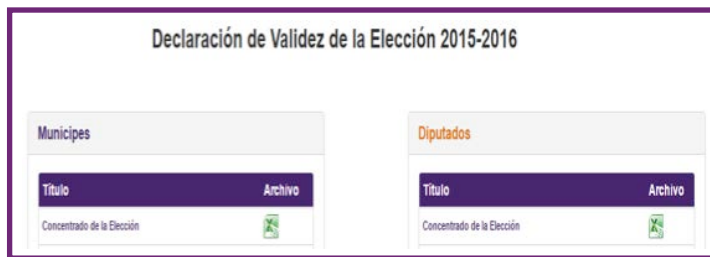 Declaración de Validez de la Elección 2015-2016
Municipes
Título Archivo
Concentrado de la Elección
Diputados
Título Archivo
Concentrado de la Elección